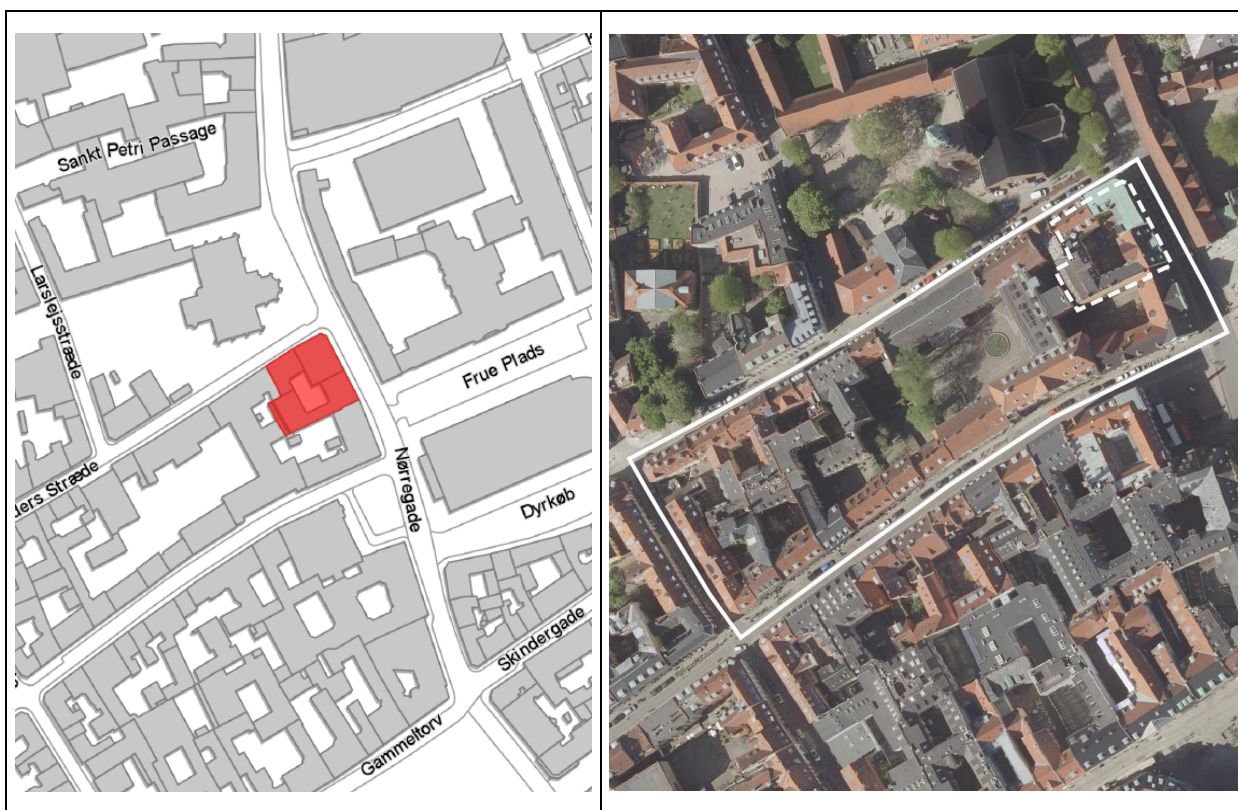 Sankt Petri Passage
Larslejsstræde
Frue Plads
ders Stræde
Nørregade
Dyrkøb
Skindergade
Gammeltorv